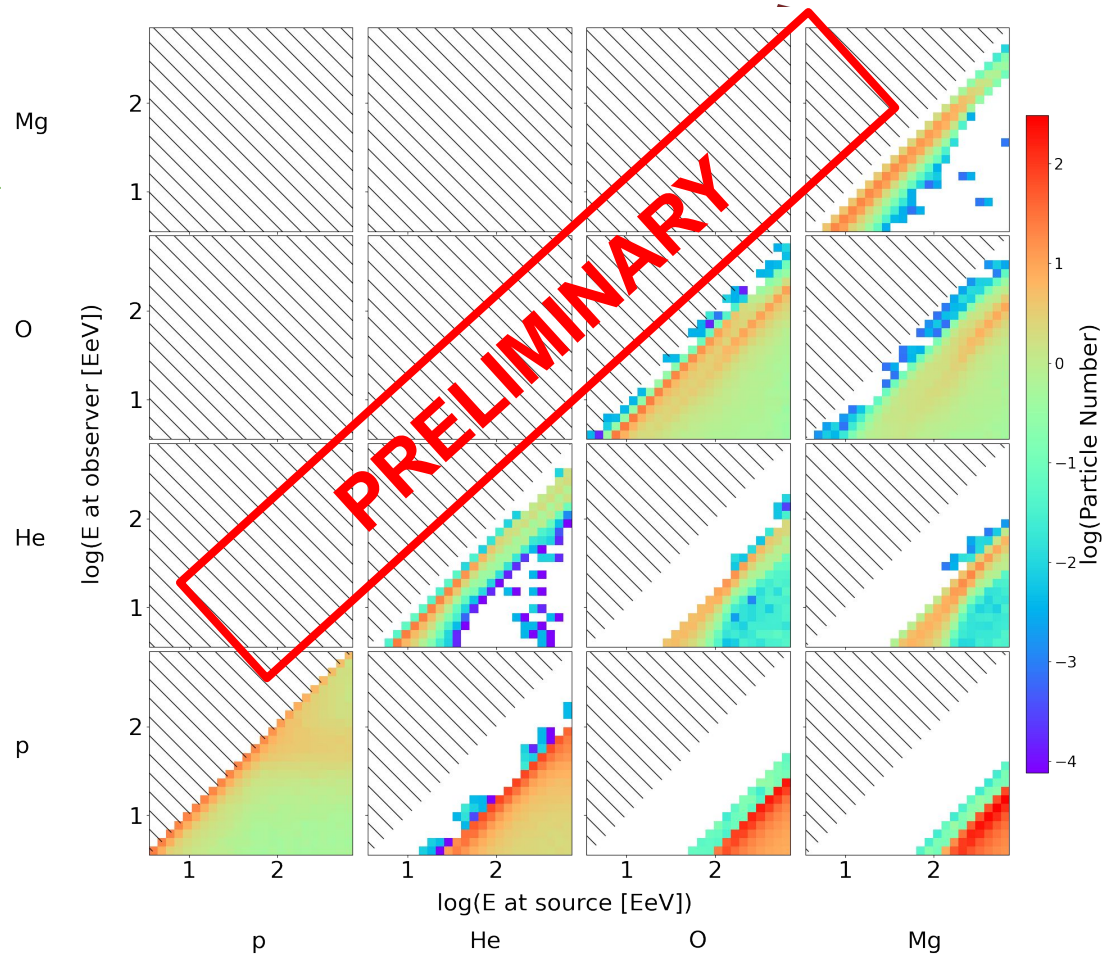 Mg
2
1
O
2
1
He
2
1
p
2
1
log(E at observer [EeV])
PRELIMINARY
2
1
0
−1
−2
−3
−4
log(Particle Number)
1 2 1 2 1 2 1 2
log(E at source [EeV])
p He O Mg